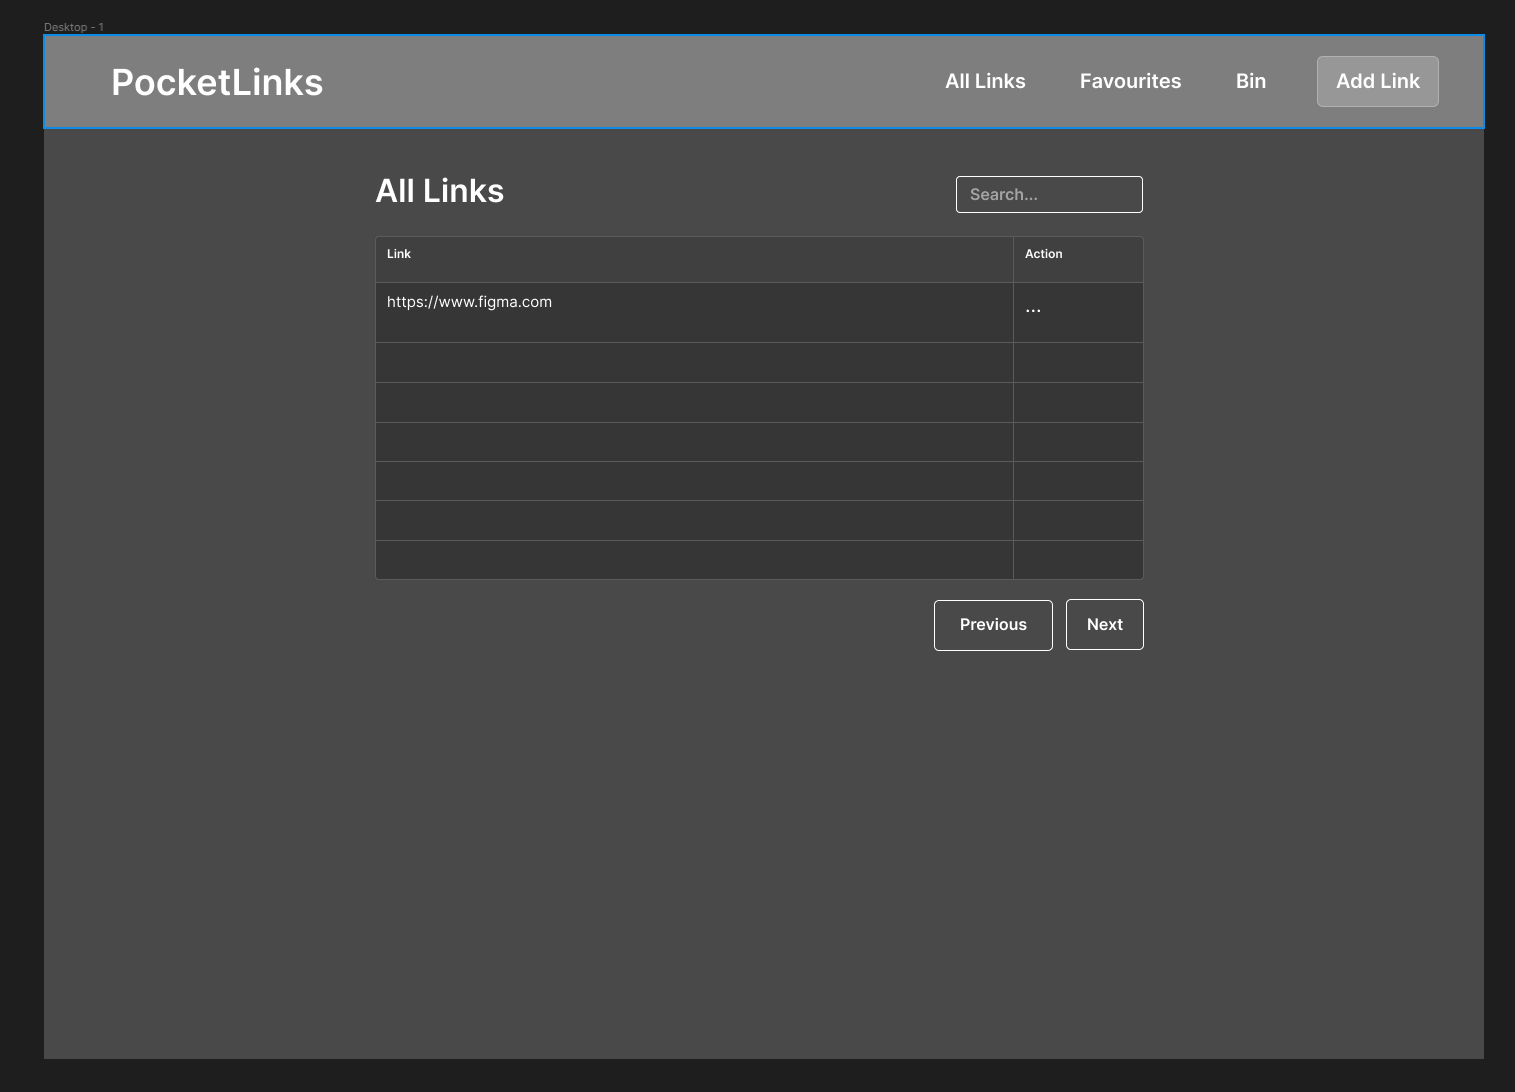 Desktop - 1
PocketLinks
All Links
Favourites
Bin
Add Link
All Links
Search...
Link
Action
https://www.figma.com
...
Previous
Next